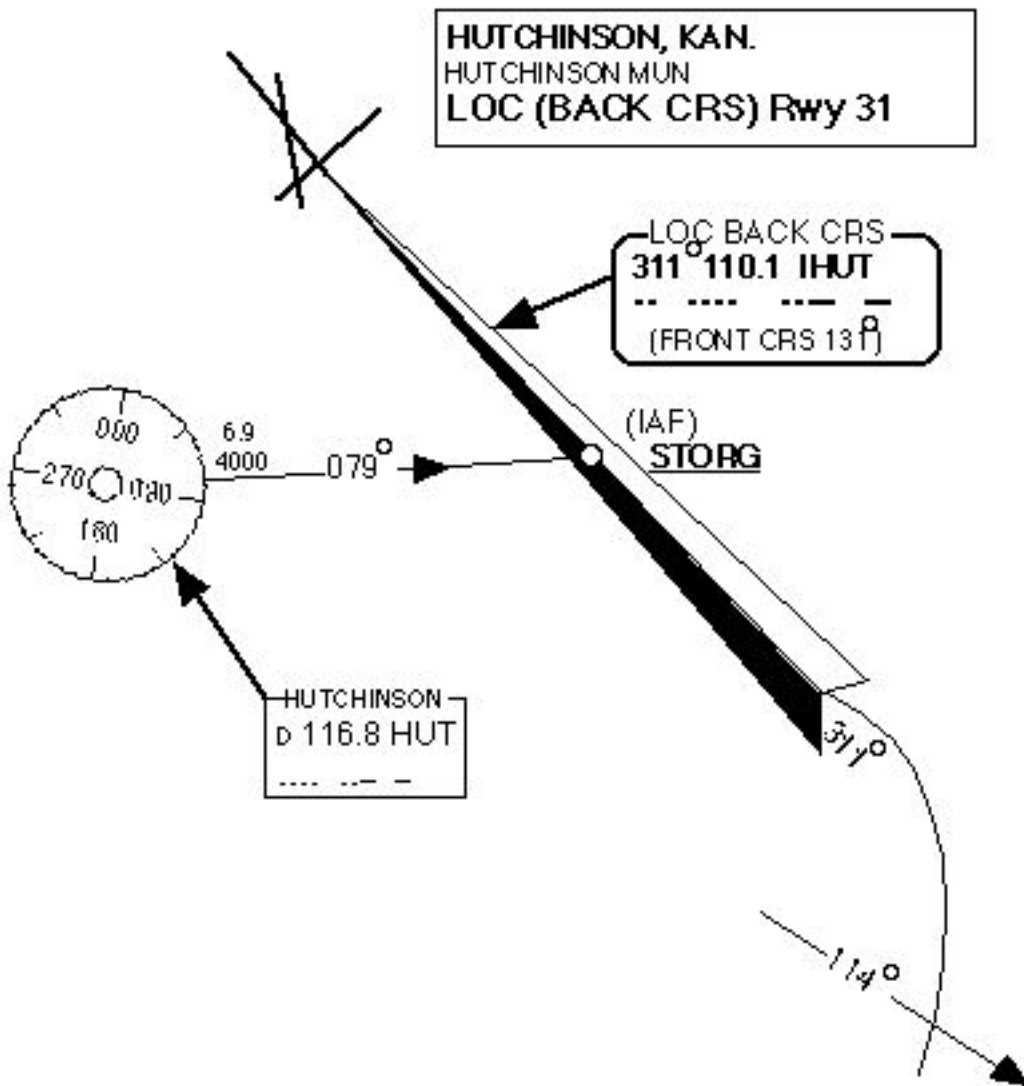 HUTCHINSON, KAN.
HUTCHINSON MUN
LOC (BACK CRS) Rwy 31
LOC BACK CRS
311° 110.1 IHUT
(FRONT CRS 131°)
(IAF)
STORG
6.9
4000
079°
000
270
090
180
HUTCHINSON
D 116.8 HUT
311°
114°